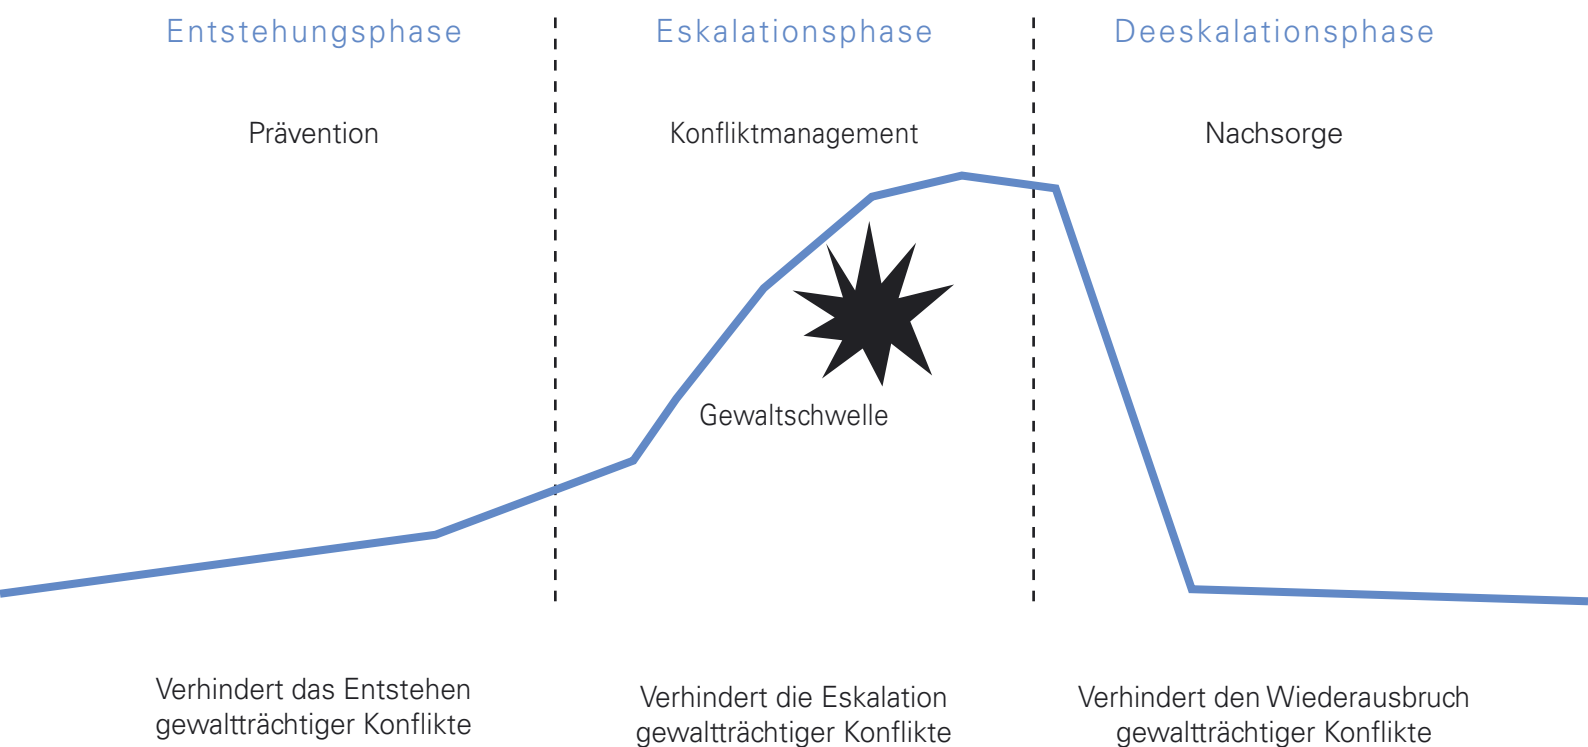 Entstehungsphase
Eskalationsphase
Deeskalationsphase
Prävention
Konfliktmanagement
Nachsorge
Gewaltschwelle
Verhindert das Entstehen
gewaltträchtiger Konflikte
Verhindert die Eskalation
gewaltträchtiger Konflikte
Verhindert den Wiederausbruch
gewaltträchtiger Konflikte